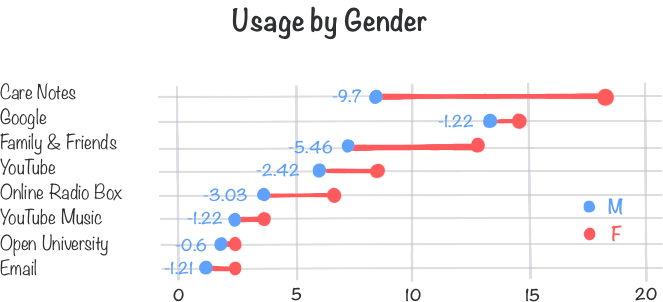 Usage by Gender
Care Notes
-9.7
Google
-1.22
Family & Friends
-5.46
YouTube
-2.42
Online Radio Box
-3.03
YouTube Music
-1.22
Open University
-0.6
Email
-1.21
M
F
0 5 10 15 20